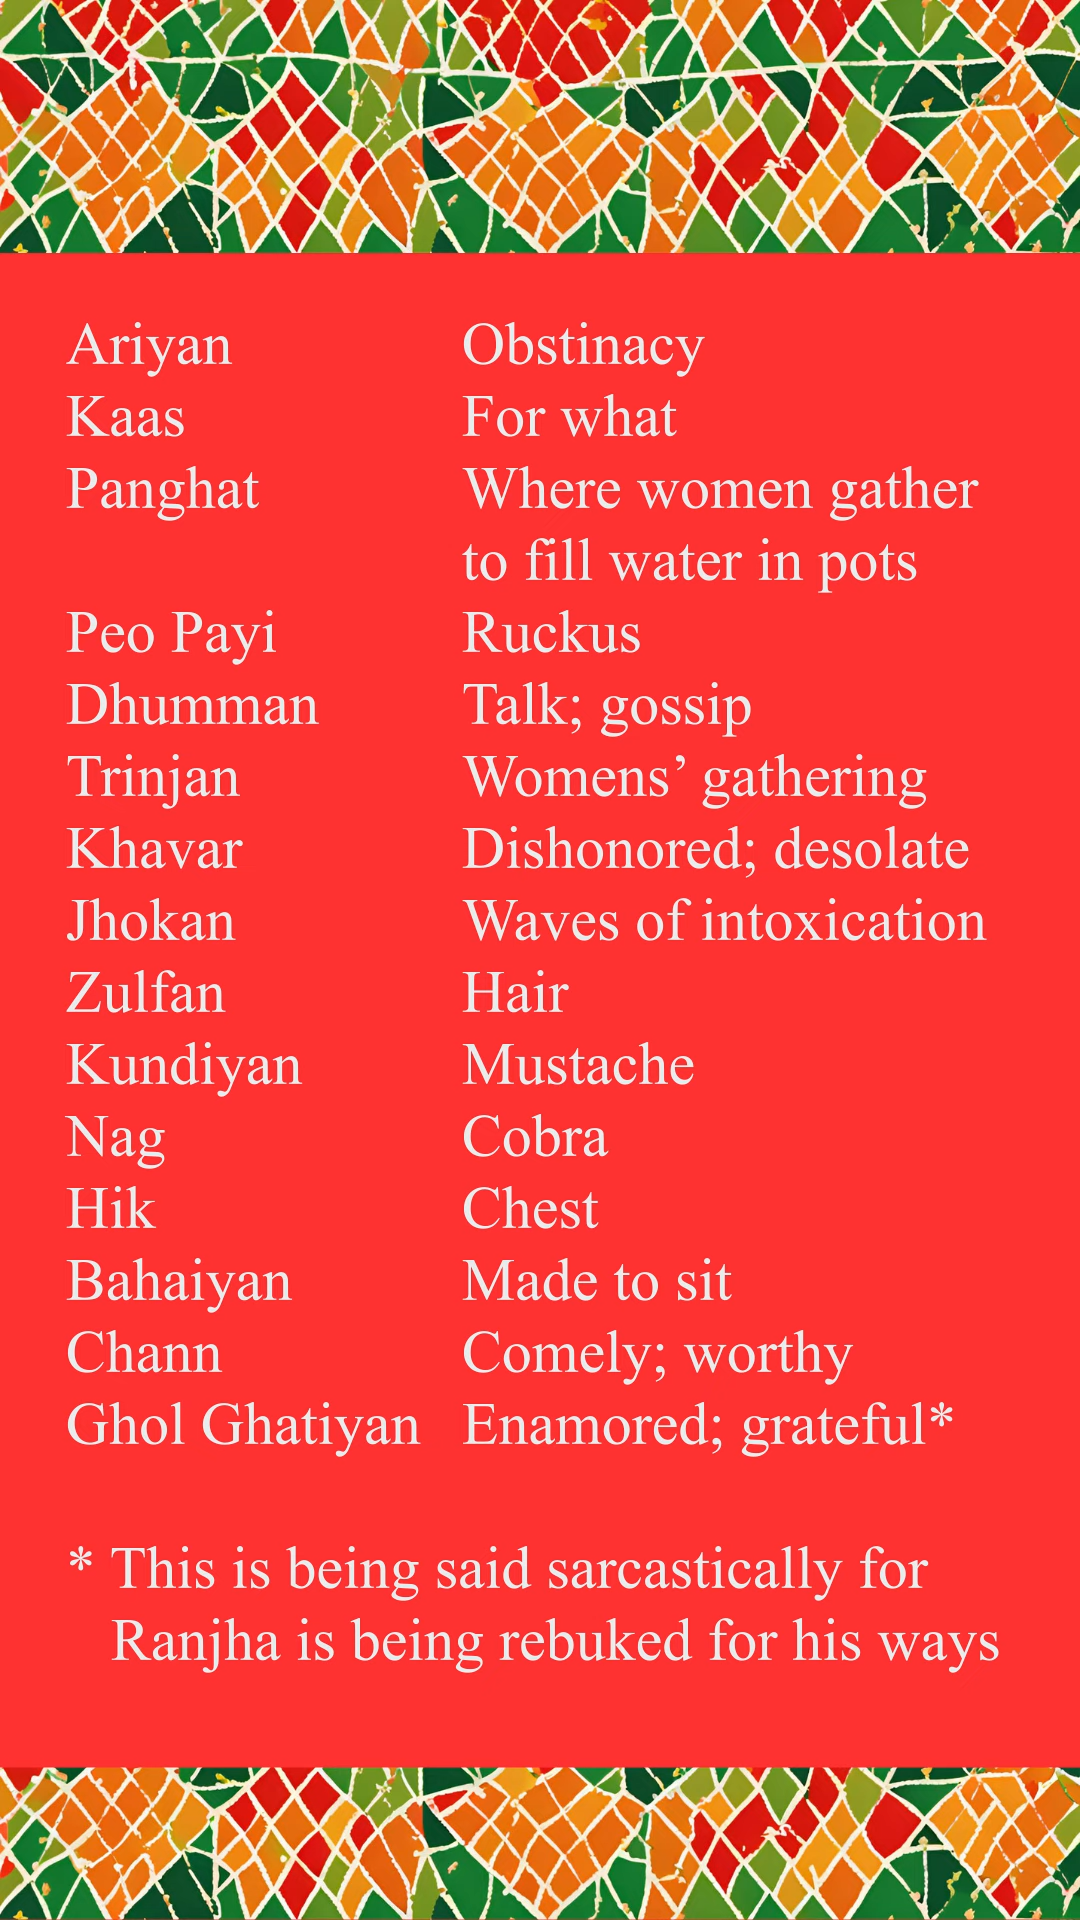 Ariyan Obstinacy
Kaas For what
Panghat Where women gather
to fill water in pots
Peo Payi Ruckus
Dhumman Talk; gossip
Trinjan Womens’ gathering
Khavar Dishonored; desolate
Jhokan Waves of intoxication
Zulfan Hair
Kundiyan Mustache
Nag Cobra
Hik Chest
Bahaiyan Made to sit
Chann Comely; worthy
Ghol Ghatiyan Enamored; grateful*
* This is being said sarcastically for
Ranjha is being rebuked for his ways